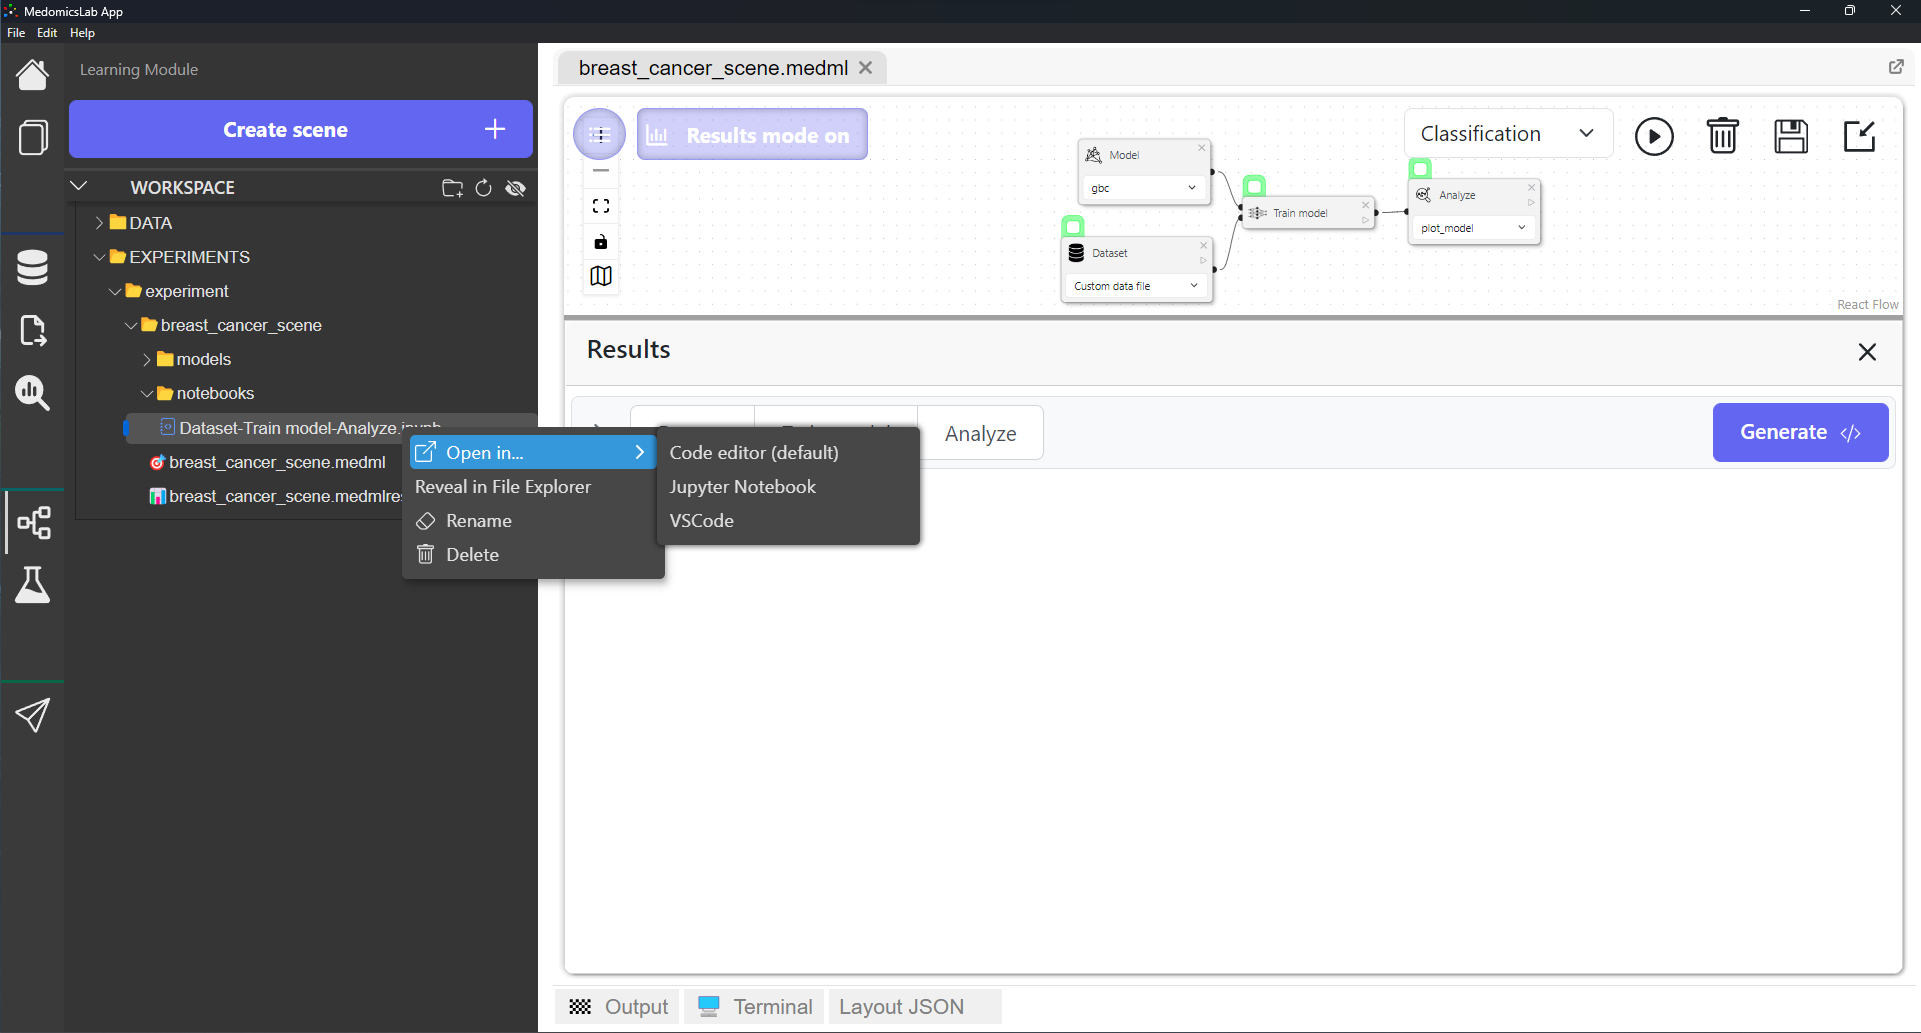 MedomicsLab App
File Edit Help
Learning Module
Create scene
WORKSPACE
DATA
EXPERIMENTS
experiment
breast_cancer_scene
models
notebooks
Dataset-Train model-Analyze.ipynb
breast_cancer_scene.medml
breast_cancer_scene.medmlres
Open in...
Reveal in File Explorer
Rename
Delete
Code editor (default)
Jupyter Notebook
VSCode
breast_cancer_scene.medml
Results mode on
Model
gbc
Dataset
Custom data file
Train model
Classification
Analyze
plot_model
React Flow
Results
Analyze
Generate </>
Output
Terminal
Layout JSON